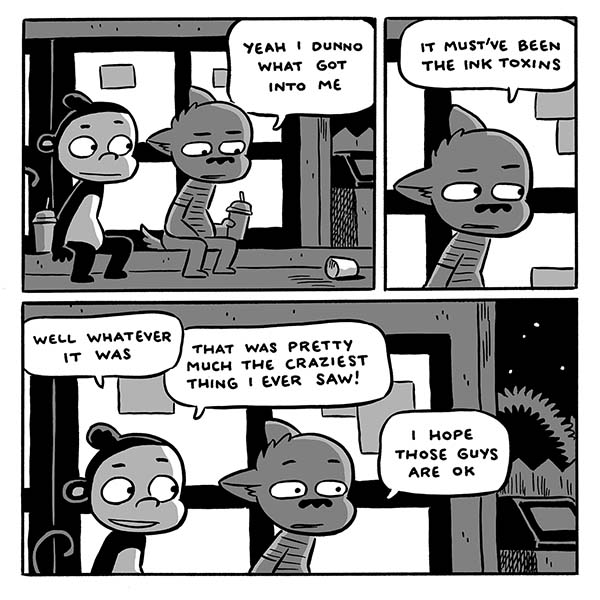 YEAH I DUNNO
WHAT GOT
INTO ME
IT MUST'VE BEEN
THE INK TOXINS
WELL WHATEVER
IT WAS
THAT WAS PRETTY
MUCH THE CRAZIEST
THING I EVER SAW!
I HOPE
THOSE GUYS
ARE OK